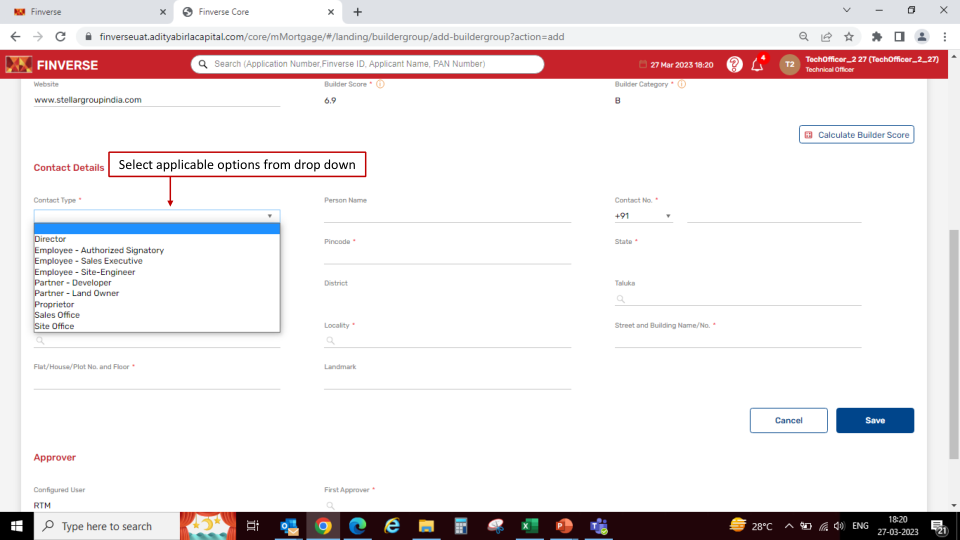 Finverse
Finverse Core
finverseuat.adityabirlacapital.com/core/mMortgage/#/landing/buildergroup/add-buildergroup?action=add
FINVERSE
Search (Application Number,Finverse ID, Applicant Name, PAN Number)
27 Mar 2023 18:20
4
T2
TechOfficer_2 27 (TechOfficer_2_27)
Technical Officer
Website
Builder Score *
Builder Category *
www.stellargroupindia.com
6.9
B
Calculate Builder Score
Contact Details
Select applicable options from drop down
Contact Type *
Person Name
Contact No. *
+91
Director
Employee - Authorized Signatory
Employee - Sales Executive
Employee - Site-Engineer
Partner - Developer
Partner - Land Owner
Proprietor
Sales Office
Site Office
Pincode *
State *
District
Taluka
Locality *
Street and Building Name/No. *
Flat/House/Plot No. and Floor *
Landmark
Cancel
Save
Approver
Configured User
First Approver *
RTM
Type here to search
28°C
ENG
18:20
27-03-2023
21